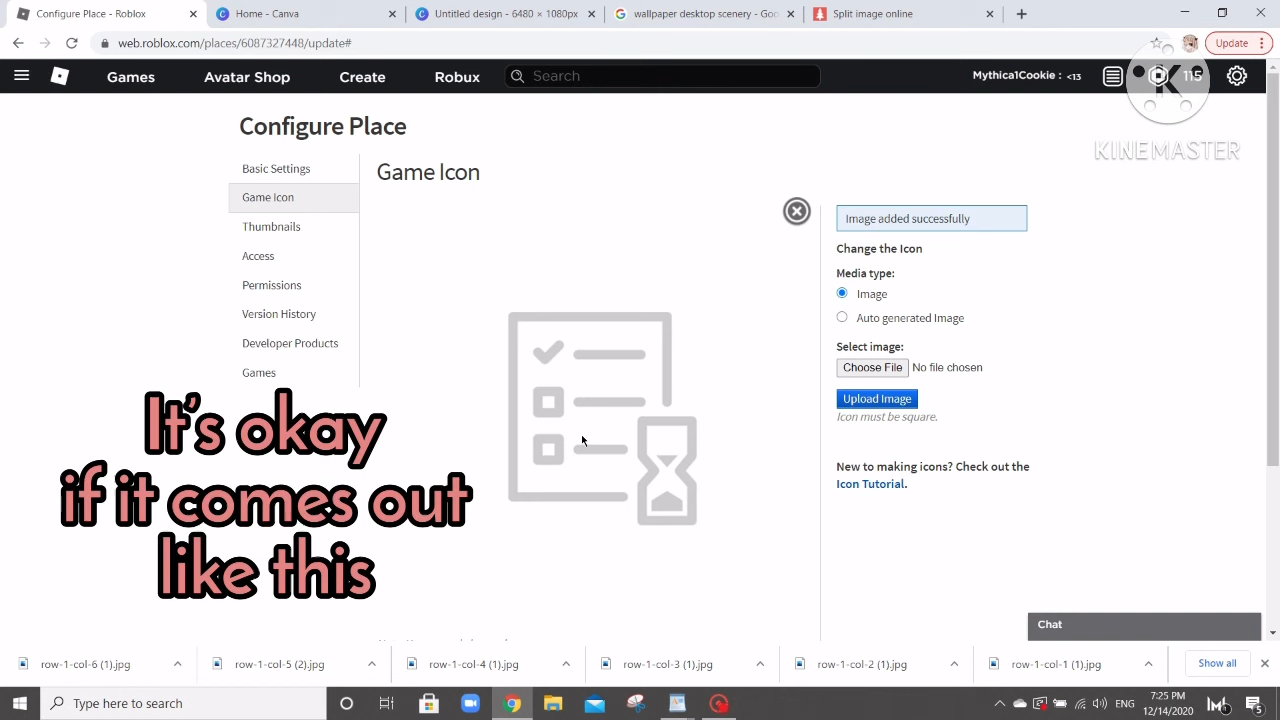 Configure Place - Roblox
Home - Canva
Untitled design - 6480 × 1080px
wallpaper desktop scenery - Goo
Split image online
web.roblox.com/places/6087327448/update#
Update
Games
Avatar Shop
Create
Robux
Search
Mythica1Cookie : <13
115
K
KINEMASTER
Configure Place
Basic Settings
Game Icon
Thumbnails
Access
Permissions
Version History
Developer Products
Games
Game Icon
Image added successfully
Change the Icon
Media type:
Image
Auto generated Image
Select image:
Choose File No file chosen
Upload Image
Icon must be square.
New to making icons? Check out the
Icon Tutorial.
It's okay
if it comes out
like this
Chat
row-1-col-6 (1).jpg
row-1-col-5 (2).jpg
row-1-col-4 (1).jpg
row-1-col-3 (1).jpg
row-1-col-2 (1).jpg
row-1-col-1 (1).jpg
Show all
Type here to search
ENG
7:25 PM
12/14/2020
5